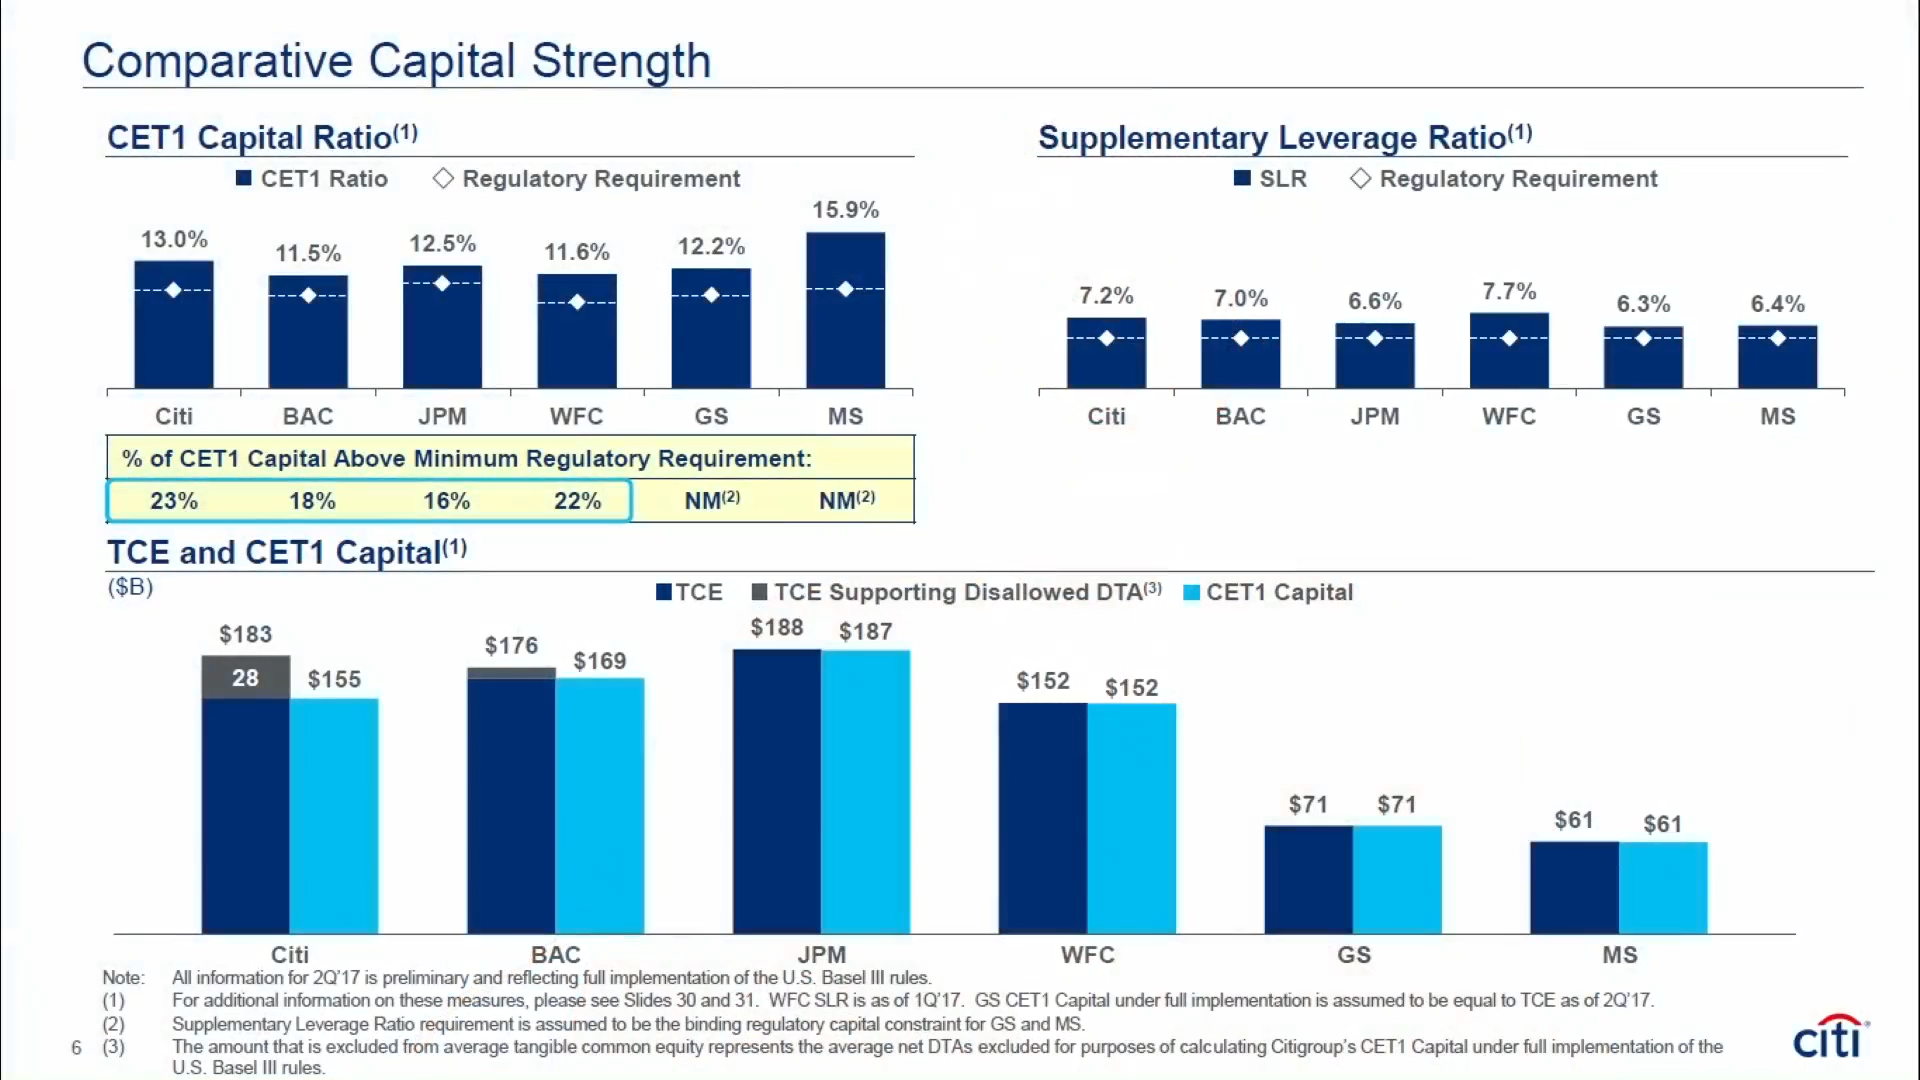 Comparative Capital Strength
CET1 Capital Ratio(1)
CET1 Ratio Regulatory Requirement
13.0% 11.5% 12.5% 11.6% 12.2% 15.9%
Citi BAC JPM WFC GS MS
% of CET1 Capital Above Minimum Regulatory Requirement:
23% 18% 16% 22% NM(2) NM(2)
Supplementary Leverage Ratio(1)
SLR Regulatory Requirement
7.2% 7.0% 6.6% 7.7% 6.3% 6.4%
Citi BAC JPM WFC GS MS
TCE and CET1 Capital(1)
($B)
TCE TCE Supporting Disallowed DTA(3) CET1 Capital
$183 $176 $188 $187
28 $155 $169 $152 $152 $71 $71 $61 $61
Citi BAC JPM WFC GS MS
Note: All information for 2Q'17 is preliminary and reflecting full implementation of the U.S. Basel III rules.
(1) For additional information on these measures, please see Slides 30 and 31. WFC SLR is as of 1Q'17. GS CET1 Capital under full implementation is assumed to be equal to TCE as of 2Q'17.
(2) Supplementary Leverage Ratio requirement is assumed to be the binding regulatory capital constraint for GS and MS.
6 (3) The amount that is excluded from average tangible common equity represents the average net DTAs excluded for purposes of calculating Citigroup's CET1 Capital under full implementation of the
U.S. Basel III rules.
citi